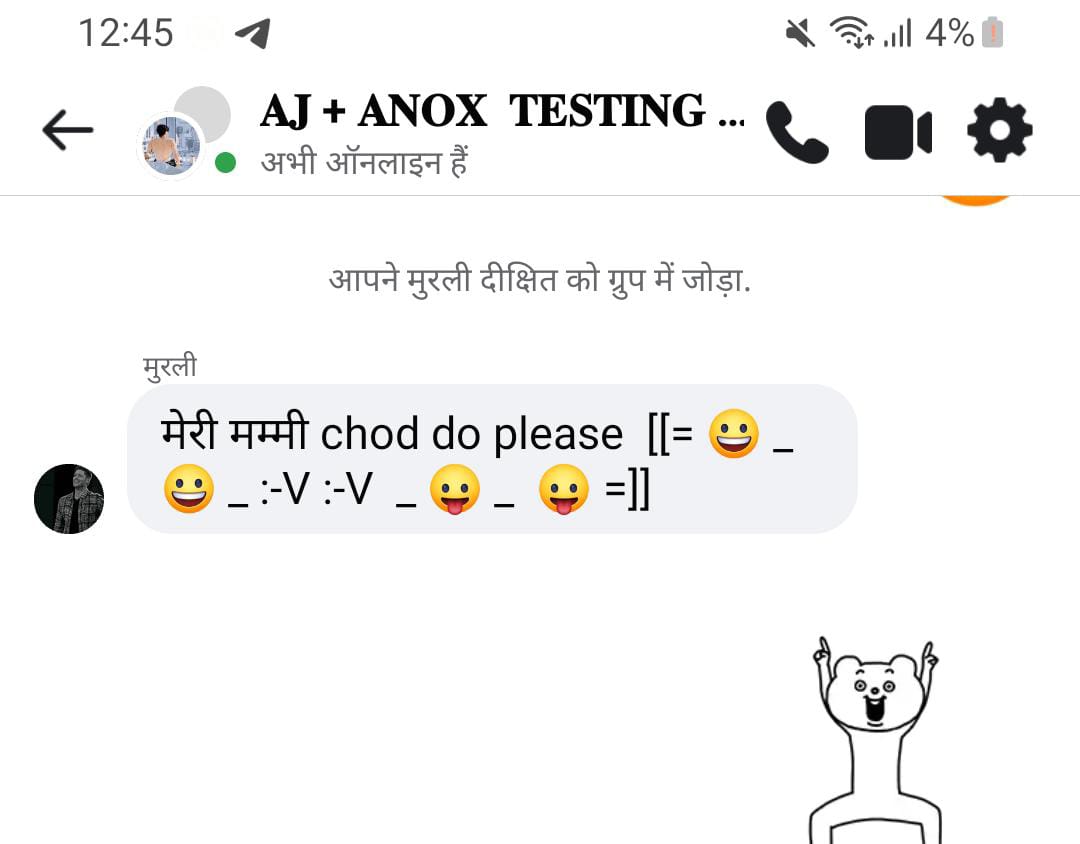 12:45
4%
AJ + ANOX TESTING ...
अभी ऑनलाइन हैं
आपने मुरली दीक्षित को ग्रुप में जोड़ा.
मुरली
मेरी मम्मी chod do please [[= 😀 _
😀 _ :-V :-V _ 😛 _ 😛 =]]